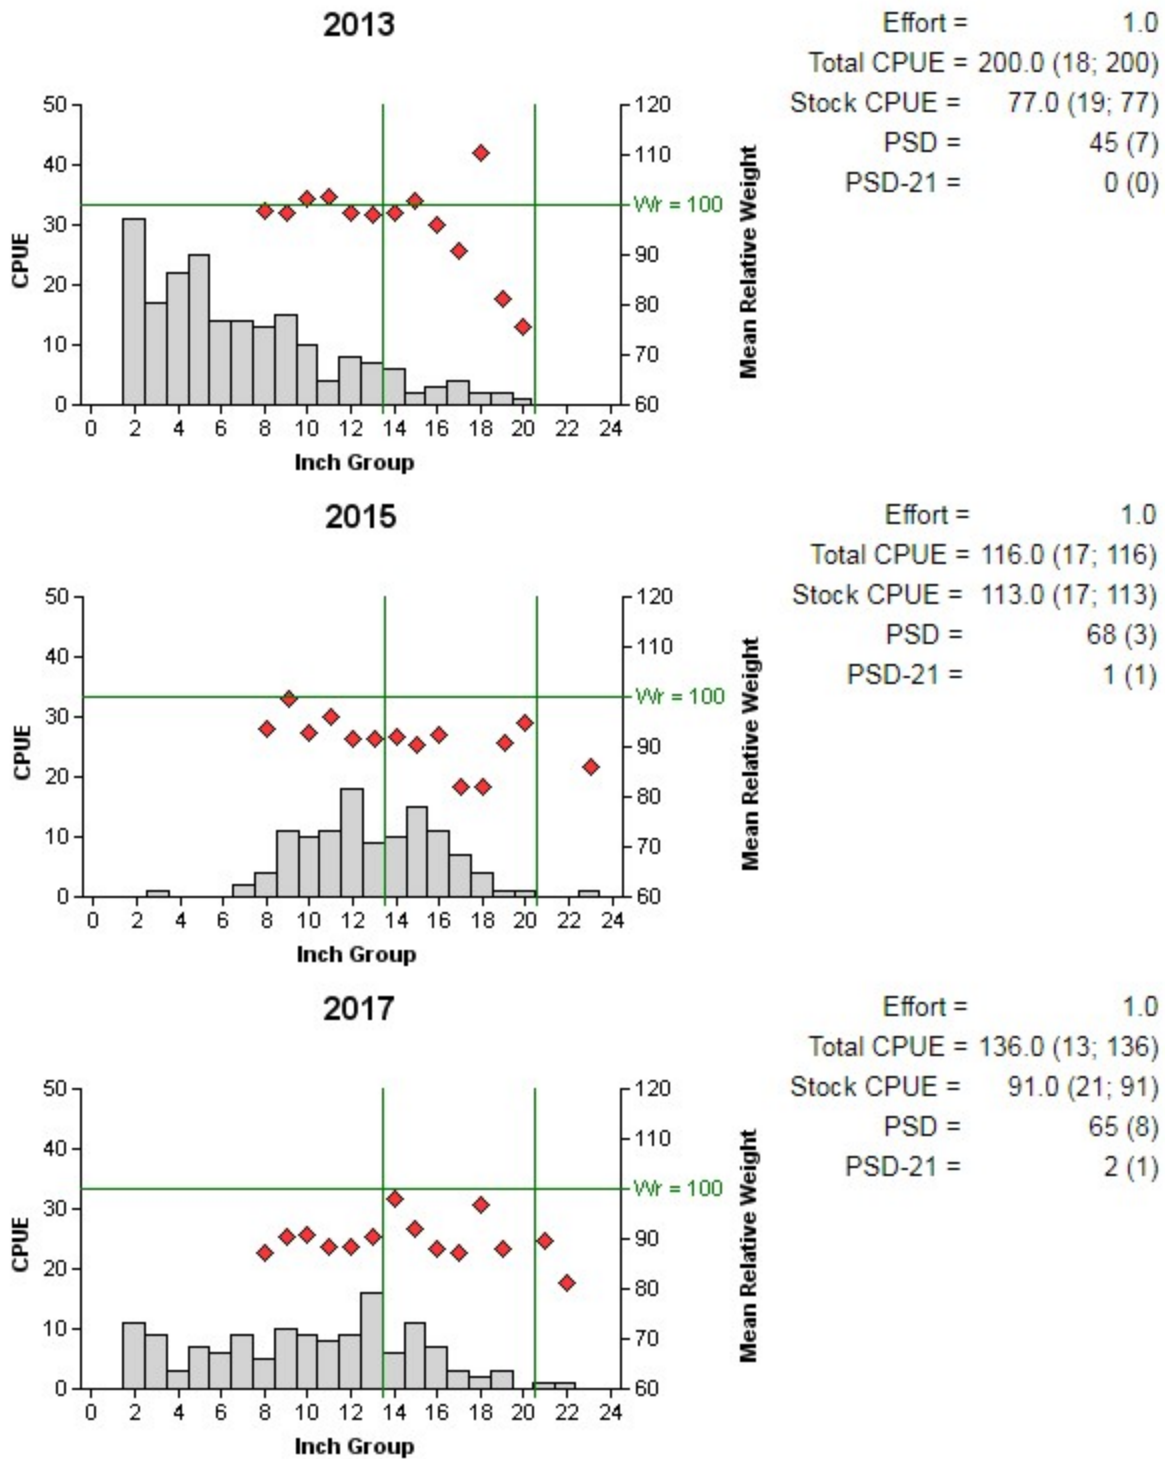 2013
Effort = 1.0
Total CPUE = 200.0 (18; 200)
Stock CPUE = 77.0 (19; 77)
PSD = 45 (7)
PSD-21 = 0 (0)
50 40 30 20 10 0
CPUE
120 110 90 80 70 60
Wr = 100
Mean Relative Weight
0 2 4 6 8 10 12 14 16 18 20 22 24
Inch Group
2015
Effort = 1.0
Total CPUE = 116.0 (17; 116)
Stock CPUE = 113.0 (17; 113)
PSD = 68 (3)
PSD-21 = 1 (1)
50 40 30 20 10 0
CPUE
120 110 90 80 70 60
Wr = 100
Mean Relative Weight
0 2 4 6 8 10 12 14 16 18 20 22 24
Inch Group
2017
Effort = 1.0
Total CPUE = 136.0 (13; 136)
Stock CPUE = 91.0 (21; 91)
PSD = 65 (8)
PSD-21 = 2 (1)
50 40 30 20 10 0
CPUE
120 110 90 80 70 60
Wr = 100
Mean Relative Weight
0 2 4 6 8 10 12 14 16 18 20 22 24
Inch Group